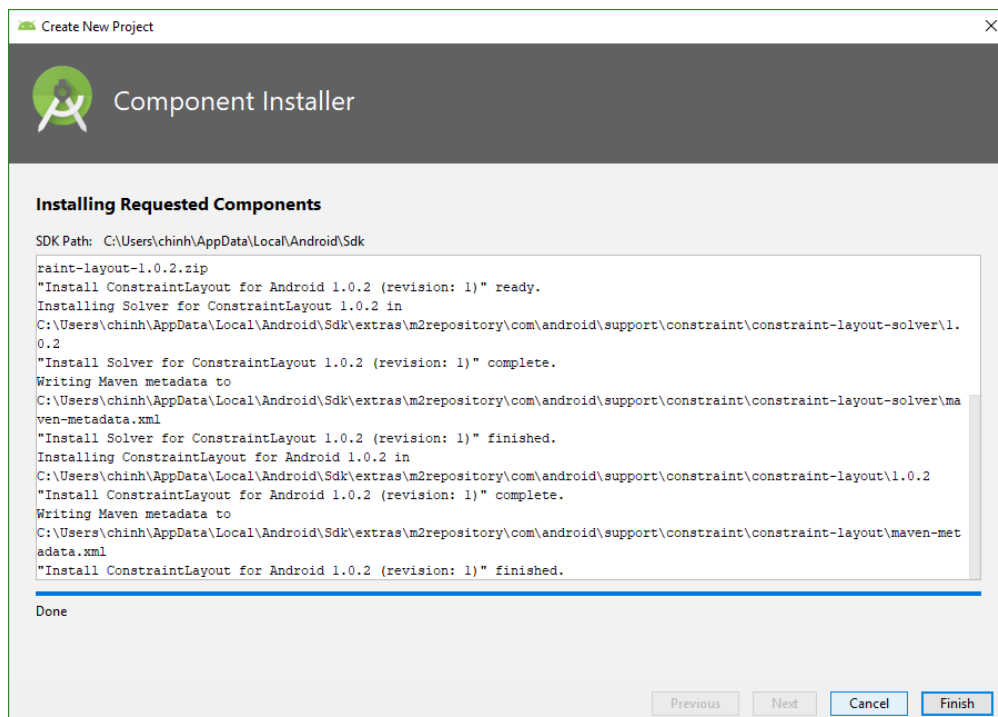 Create New Project
Component Installer
Installing Requested Components
SDK Path: C:\Users\chinh\AppData\Local\Android\Sdk
raint-layout-1.0.2.zip
"Install ConstraintLayout for Android 1.0.2 (revision: 1)" ready.
Installing Solver for ConstraintLayout 1.0.2 in
C:\Users\chinh\AppData\Local\Android\Sdk\extras\m2repository\com\android\support\constraint\constraint-layout-solver\1.
0.2
"Install Solver for ConstraintLayout 1.0.2 (revision: 1)" complete.
Writing Maven metadata to
C:\Users\chinh\AppData\Local\Android\Sdk\extras\m2repository\com\android\support\constraint\constraint-layout-solver\ma
ven-metadata.xml
"Install Solver for ConstraintLayout 1.0.2 (revision: 1)" finished.
Installing ConstraintLayout for Android 1.0.2 in
C:\Users\chinh\AppData\Local\Android\Sdk\extras\m2repository\com\android\support\constraint\constraint-layout\1.0.2
"Install ConstraintLayout for Android 1.0.2 (revision: 1)" complete.
Writing Maven metadata to
C:\Users\chinh\AppData\Local\Android\Sdk\extras\m2repository\com\android\support\constraint\constraint-layout\maven-met
adata.xml
"Install ConstraintLayout for Android 1.0.2 (revision: 1)" finished.
Done
Previous Next Cancel Finish